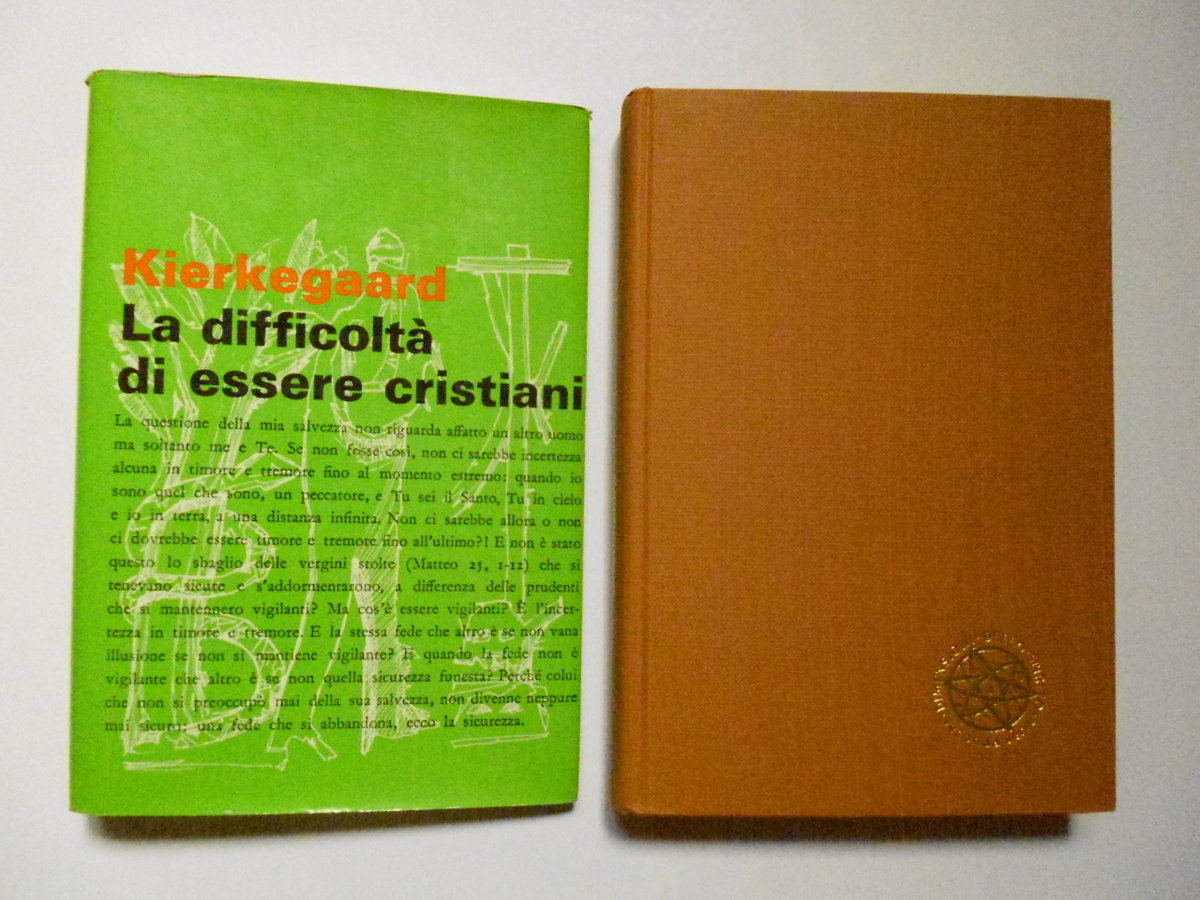 Kierkegaard
La difficoltà
di essere cristiani
La questione della mia salvezza non riguarda affatto un altro uomo
ma soltanto me e Te. Se non fosse così, non ci sarebbe incertezza
alcuna in timore e tremore fino al momento estremo: quando io
sono quel che sono, un peccatore, e Tu sei il Santo, Tu in cielo
e io in terra, a una distanza infinita. Non ci sarebbe allora o non
ci dovrebbe essere timore e tremore fino all'ultimo?! E non è stato
questo lo sbaglio delle vergini stolte (Matteo 25, 1-12) che si
tenevano sicure e s'addormentarono, a differenza delle prudenti
che si mantennero vigilanti? Ma cos'è essere vigilanti? È l'incer-
tezza in timore e tremore. E la stessa fede che altro è se non vana
illusione se non si mantiene vigilante? E quando la fede non è
vigilante che altro è se non quella sicurezza funesta? Perché colui
che non si preoccupò mai della sua salvezza, non divenne neppure
mai sicuro: una fede che si abbandona, ecco la sicurezza.